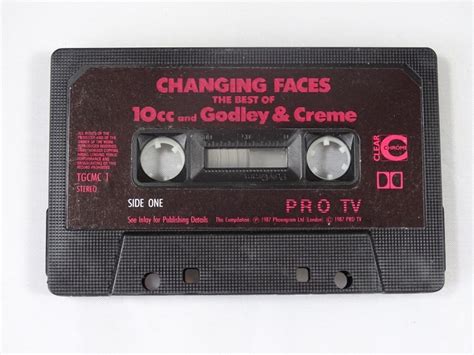 CHANGING FACES
THE BEST OF
10cc and Godley & Creme
TGCMC 1
STEREO
CLEAR
CHROME
SIDE ONE
PRO TV
See Inlay for Publishing Details
This Compilation Ⓟ 1987 Phonogram Ltd (London) © 1987 PRO TV